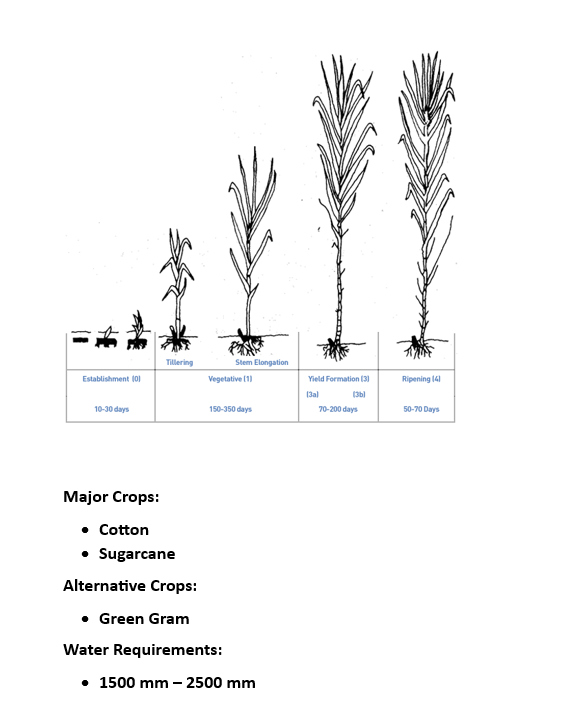 Tillering Stem Elongation
Establishment (0) Vegetative (1) Yield Formation (3) Ripening (4)
(3a) (3b)
10-30 days 150-350 days 70-200 days 50-70 Days
Major Crops:
• Cotton
• Sugarcane
Alternative Crops:
• Green Gram
Water Requirements:
• 1500 mm – 2500 mm